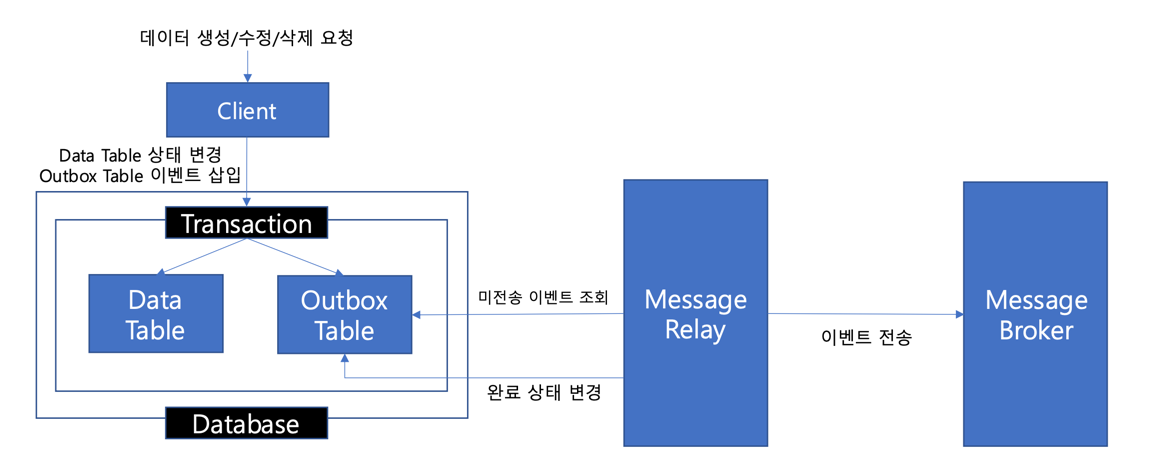 데이터 생성/수정/삭제 요청
Client
Data Table 상태 변경
Outbox Table 이벤트 삽입
Transaction
Data
Table
Outbox
Table
Database
미전송 이벤트 조회
완료 상태 변경
Message
Relay
이벤트 전송
Message
Broker